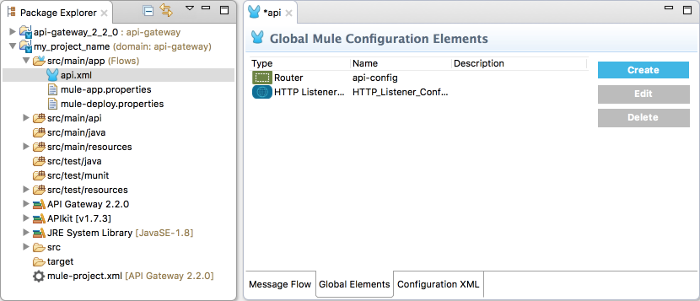 Package Explorer
api-gateway_2_2_0 : api-gateway
my_project_name (domain: api-gateway)
src/main/app (Flows)
api.xml
mule-app.properties
mule-deploy.properties
src/main/api
src/main/java
src/main/resources
src/test/java
src/test/munit
src/test/resources
API Gateway 2.2.0
APIkit [v1.7.3]
JRE System Library [JavaSE-1.8]
src
target
mule-project.xml [API Gateway 2.2.0]
*api
Global Mule Configuration Elements
Type Name Description
Router api-config
HTTP Listener... HTTP_Listener_Conf...
Create
Edit
Delete
Message Flow Global Elements Configuration XML